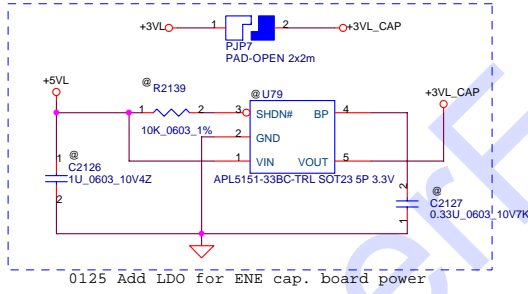 +3VL 1 2 +3VL_CAP
PJP7
PAD-OPEN 2x2m
+5VL
@
R2139
1 2
10K_0603_1%
@U79
3 SHDN# BP 4
2 GND
1 VIN VOUT 5
APL5151-33BC-TRL SOT23 5P 3.3V
+3VL_CAP
@
1 C2126
1U_0603_10V4Z
2
2 @
C2127
1 0.33U_0603_10V7K
0125 Add LDO for ENE cap. board power